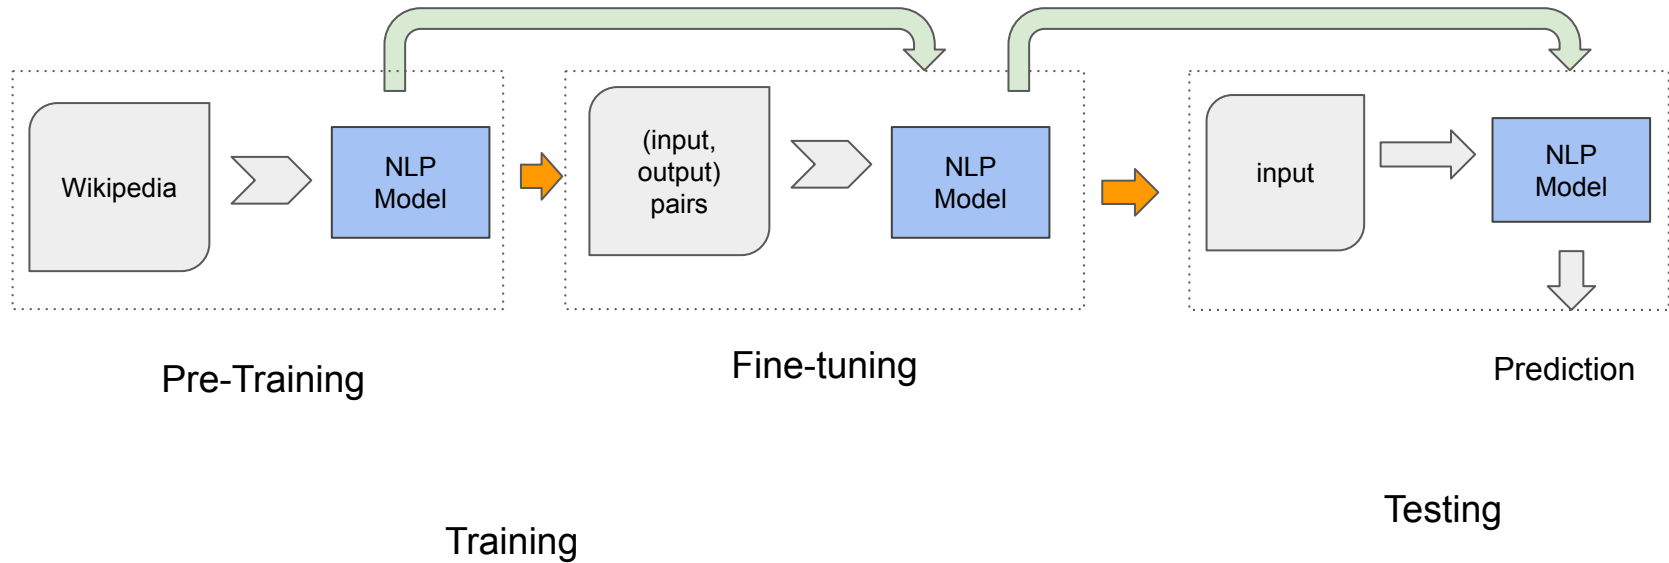 Wikipedia
NLP
Model
(input,
output)
pairs
NLP
Model
input
NLP
Model
Pre-Training
Fine-tuning
Prediction
Training
Testing